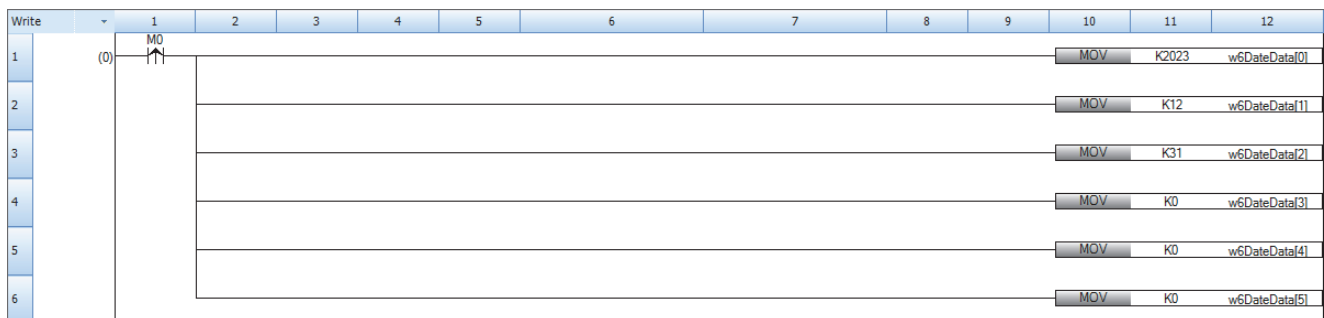 Write 1 2 3 4 5 6 7 8 9 10 11 12
M0
1 (0) MOV K2023 w6DateData[0]
2 MOV K12 w6DateData[1]
3 MOV K31 w6DateData[2]
4 MOV K0 w6DateData[3]
5 MOV K0 w6DateData[4]
6 MOV K0 w6DateData[5]